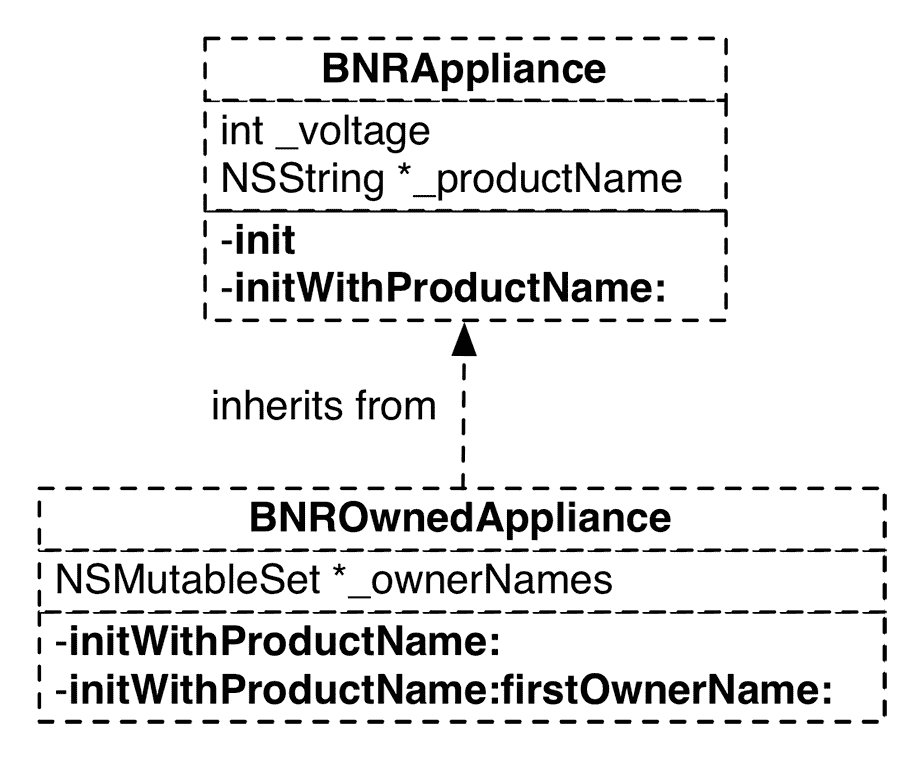 BNRAppliance
int _voltage
NSString *_productName
-init
-initWithProductName:
inherits from
BNROwnedAppliance
NSMutableSet *_ownerNames
-initWithProductName:
-initWithProductName:firstOwnerName: